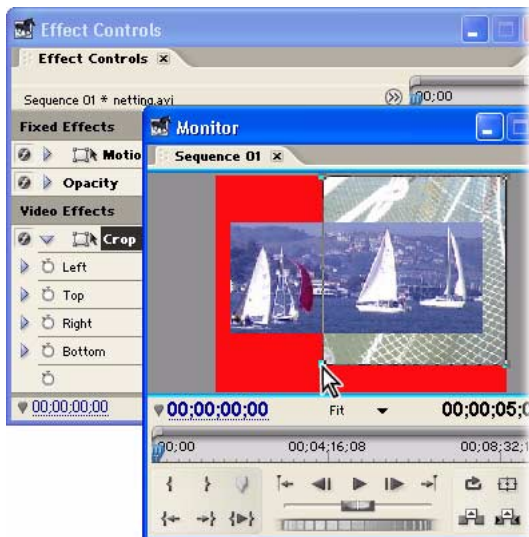 Effect Controls
Effect Controls
Sequence 01 * netting.avi
00;00
Fixed Effects
Motio
Opacity
Video Effects
Crop
Left
Top
Right
Bottom
00;00;00;00
Monitor
Sequence 01
00;00;00;00
Fit
00;00;05;0
00;00
00;04;16;08
00;08;32;1